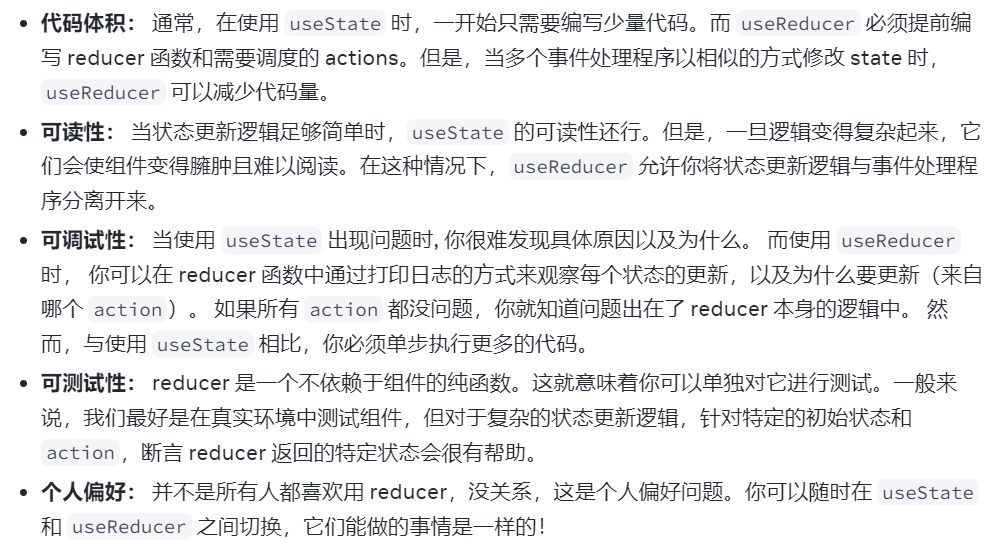 • 代码体积： 通常，在使用 useState 时，一开始只需要编写少量代码。而 useReducer 必须提前编
写 reducer 函数和需要调度的 actions。但是，当多个事件处理程序以相似的方式修改 state 时，
useReducer 可以减少代码量。
• 可读性： 当状态更新逻辑足够简单时，useState 的可读性还行。但是，一旦逻辑变得复杂起来，它
们会使组件变得臃肿且难以阅读。在这种情况下，useReducer 允许你将状态更新逻辑与事件处理程
序分离开来。
• 可调试性： 当使用 useState 出现问题时, 你很难发现具体原因以及为什么。 而使用 useReducer
时， 你可以在 reducer 函数中通过打印日志的方式来观察每个状态的更新，以及为什么要更新（来自
哪个 action）。 如果所有 action 都没问题，你就知道问题出在了 reducer 本身的逻辑中。 然
而，与使用 useState 相比，你必须单步执行更多的代码。
• 可测试性： reducer 是一个不依赖于组件的纯函数。这就意味着你可以单独对它进行测试。一般来
说，我们最好是在真实环境中测试组件，但对于复杂的状态更新逻辑，针对特定的初始状态和
action，断言 reducer 返回的特定状态会很有帮助。
• 个人偏好： 并不是所有人都喜欢用 reducer，没关系，这是个人偏好问题。你可以随时在 useState
和 useReducer 之间切换，它们能做的事情是一样的！